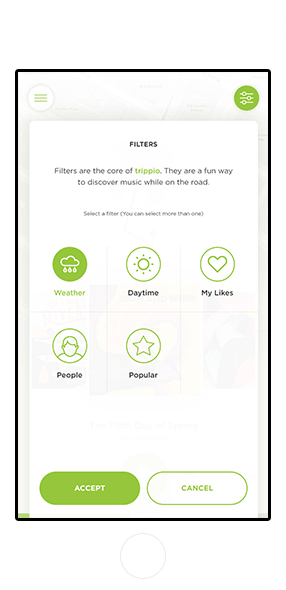 FILTERS
Filters are the core of trippio. They are a fun way
to discover music while on the road.
Select a filter (You can select more than one)
Weather
Daytime
My Likes
People
Popular
ACCEPT
CANCEL